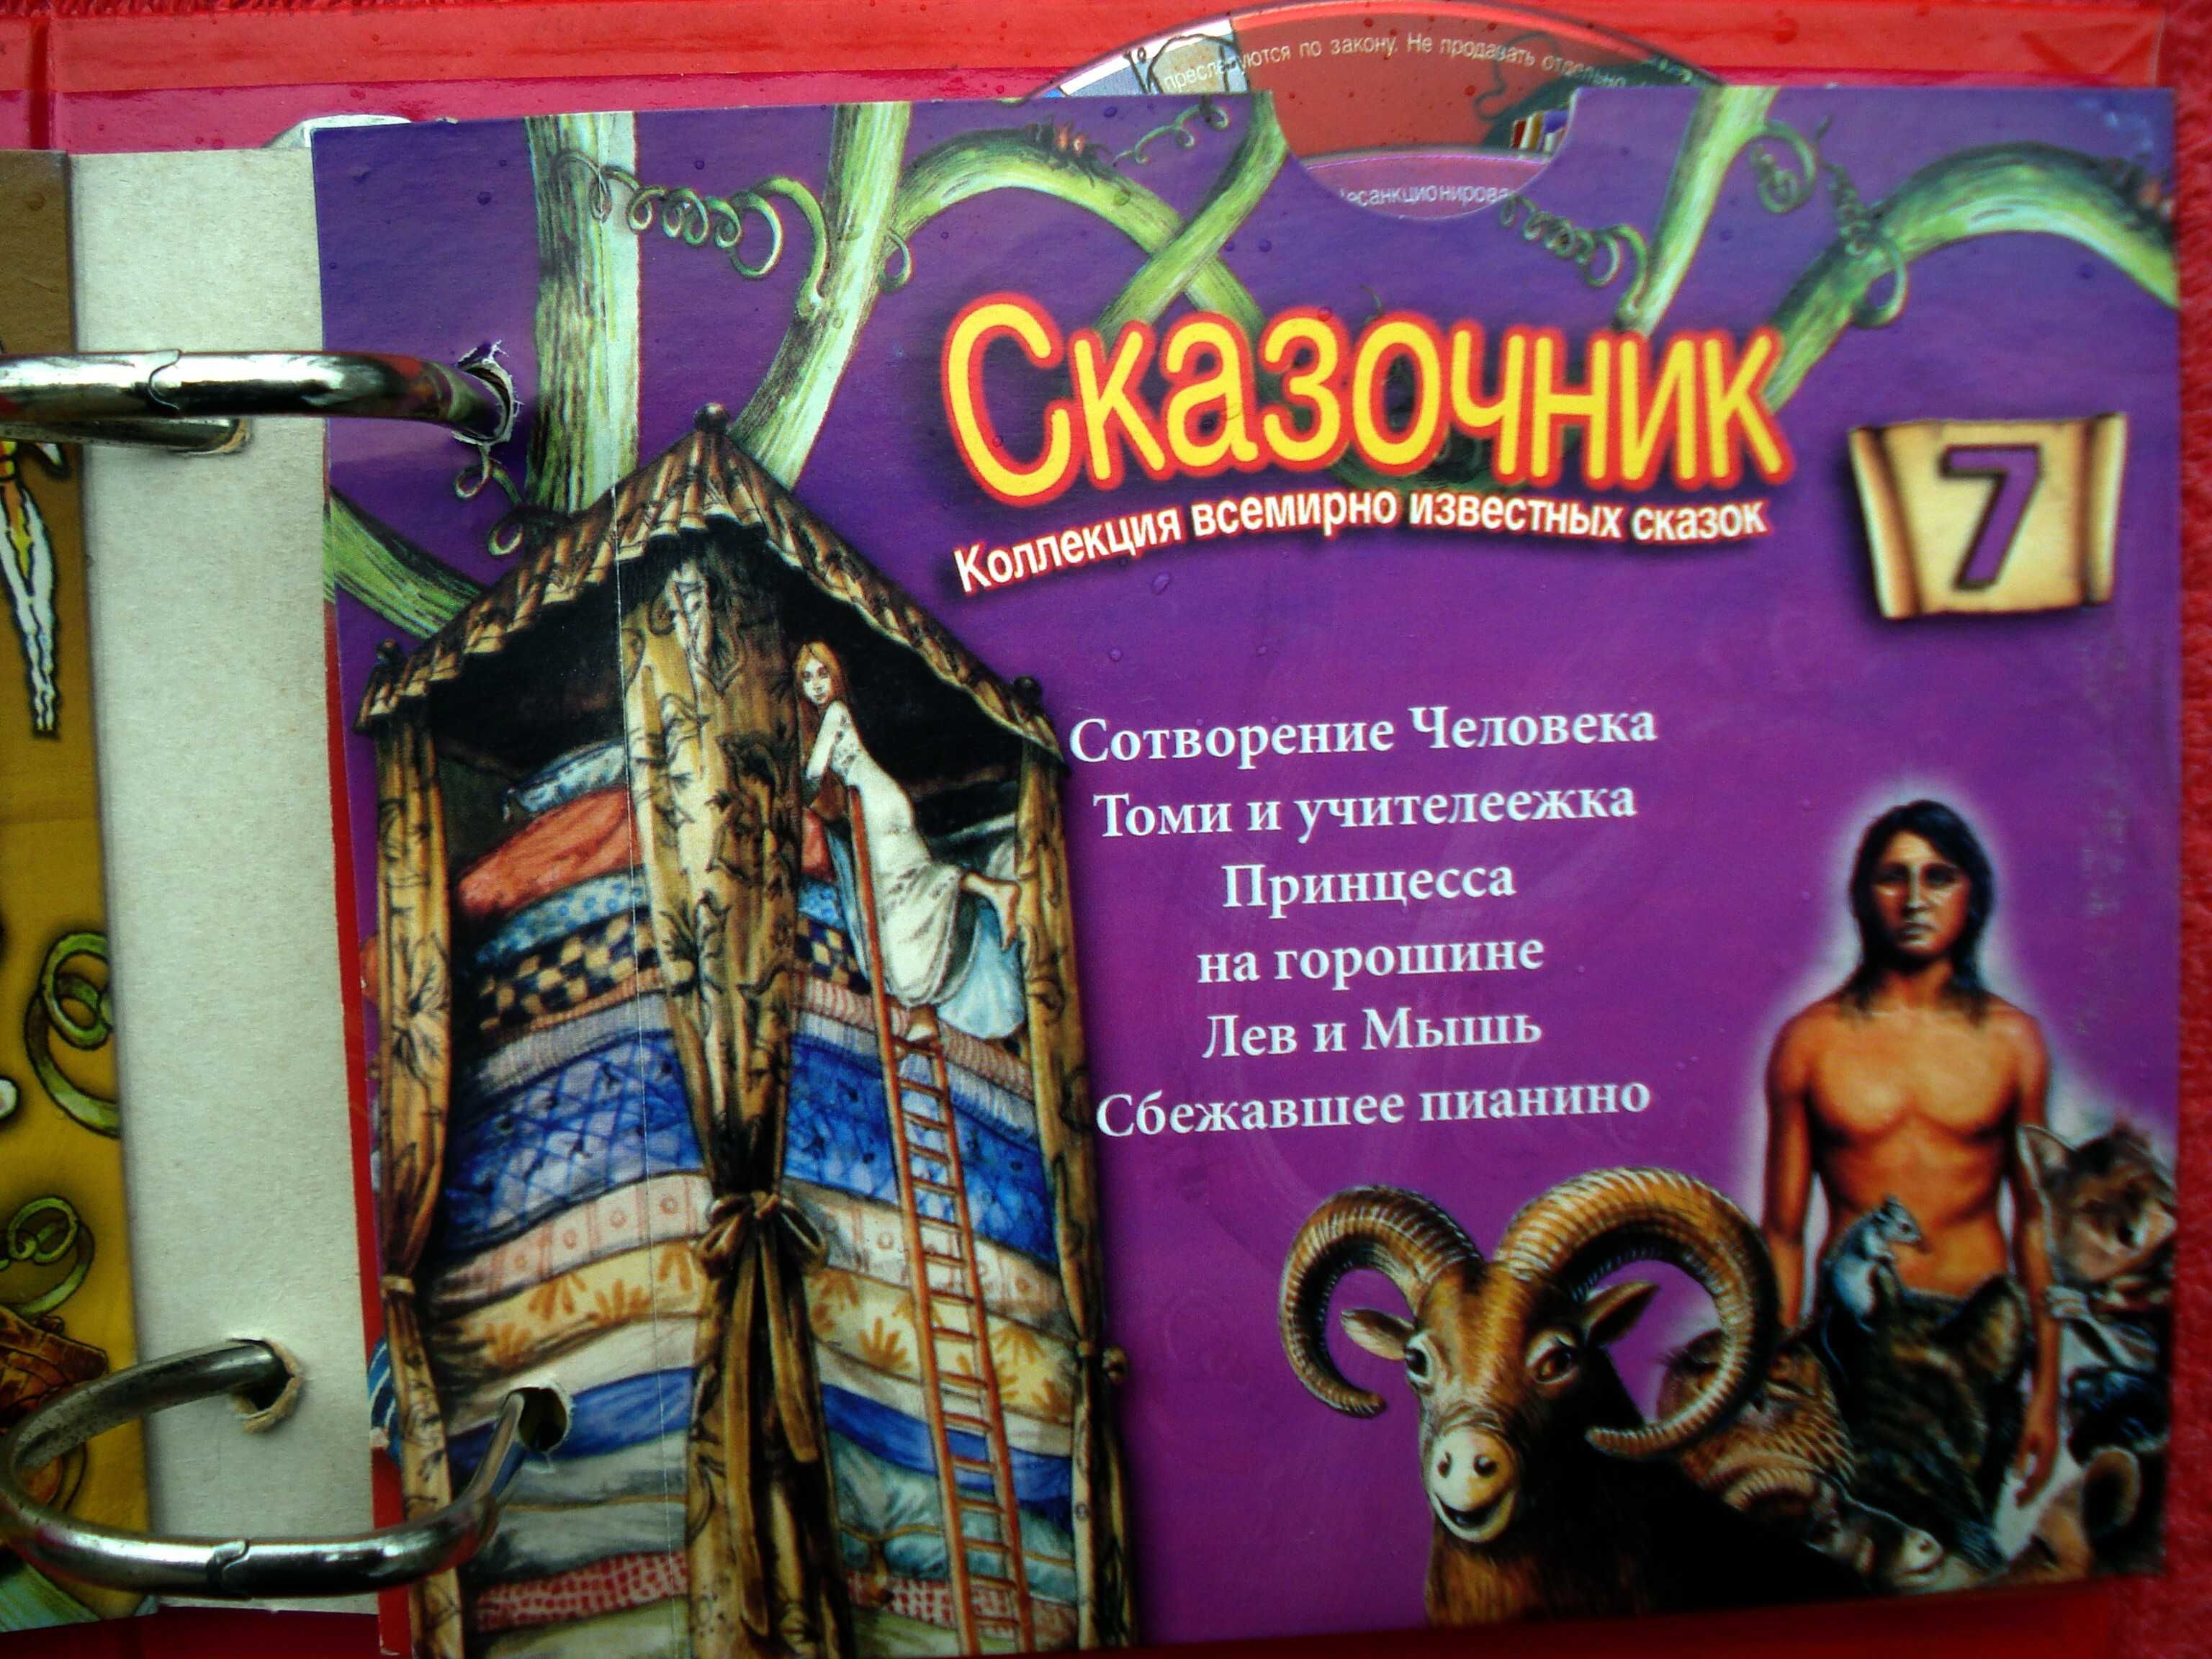 преследуются по закону. Не продавать отдельно
Сказочник
Коллекция всемирно известных сказок
7
Сотворение Человека
Томи и учителеежка
Принцесса
на горошине
Лев и Мышь
Сбежавшее пианино